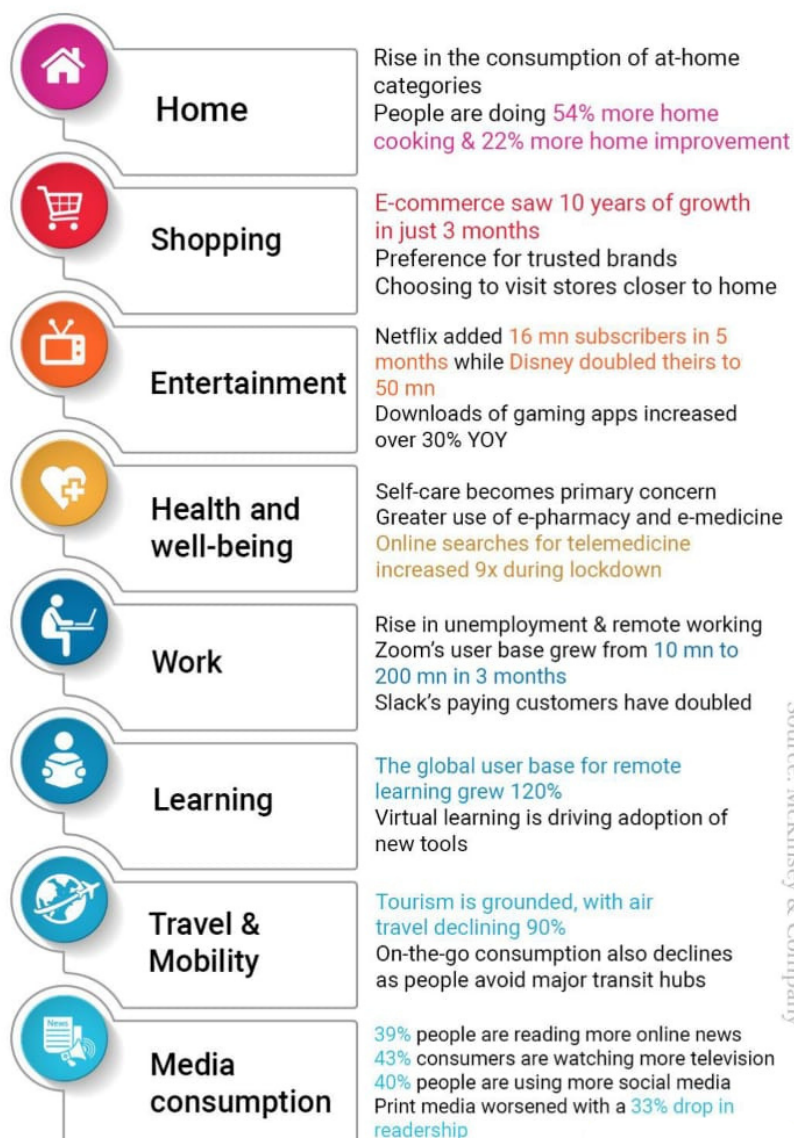 Home
Rise in the consumption of at-home
categories
People are doing 54% more home
cooking & 22% more home improvement
Shopping
E-commerce saw 10 years of growth
in just 3 months
Preference for trusted brands
Choosing to visit stores closer to home
Entertainment
Netflix added 16 mn subscribers in 5
months while Disney doubled theirs to
50 mn
Downloads of gaming apps increased
over 30% YOY
Health and
well-being
Self-care becomes primary concern
Greater use of e-pharmacy and e-medicine
Online searches for telemedicine
increased 9x during lockdown
Work
Rise in unemployment & remote working
Zoom's user base grew from 10 mn to
200 mn in 3 months
Slack's paying customers have doubled
Learning
The global user base for remote
learning grew 120%
Virtual learning is driving adoption of
new tools
Travel &
Mobility
Tourism is grounded, with air
travel declining 90%
On-the-go consumption also declines
as people avoid major transit hubs
News
Media
consumption
39% people are reading more online news
43% consumers are watching more television
40% people are using more social media
Print media worsened with a 33% drop in
readership
Source: McKinsey & Company